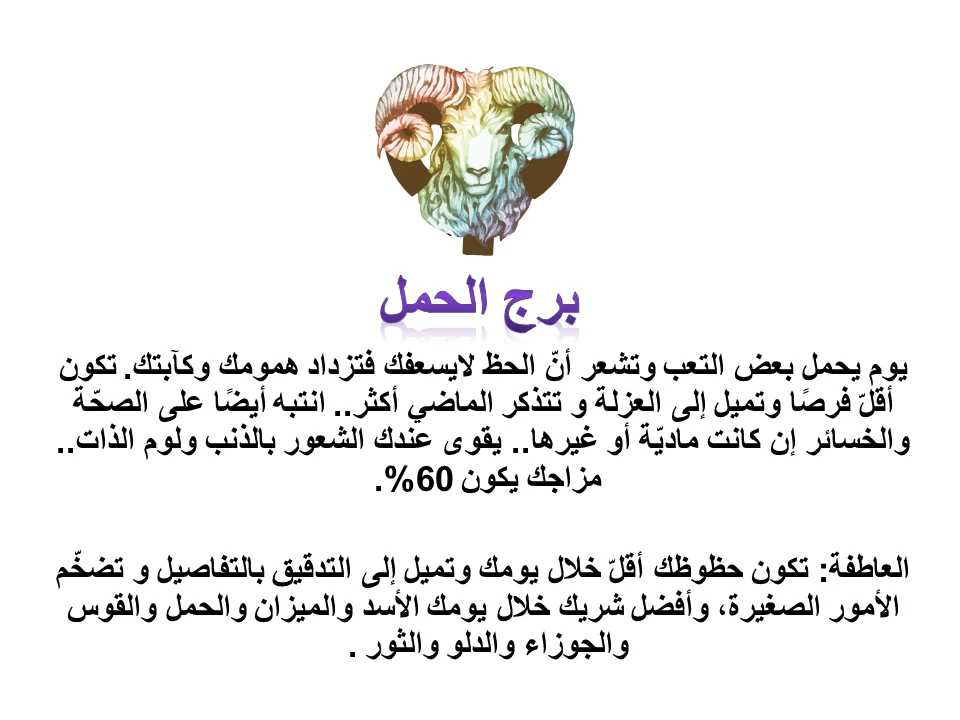 برج الحمل
يوم يحمل بعض التعب وتشعر أنّ الحظ لايسعفك فتزداد همومك وكآبتك. تكون
أقلّ فرصًا وتميل إلى العزلة و تتذكر الماضي أكثر.. انتبه أيضًا على الصحّة
والخسائر إن كانت ماديّة أو غيرها.. يقوى عندك الشعور بالذنب ولوم الذات..
مزاجك يكون 60%.
العاطفة: تكون حظوظك أقلّ خلال يومك وتميل إلى التدقيق بالتفاصيل و تضخّم
الأمور الصغيرة، وأفضل شريك خلال يومك الأسد والميزان والحمل والقوس
والجوزاء والدلو والثور .